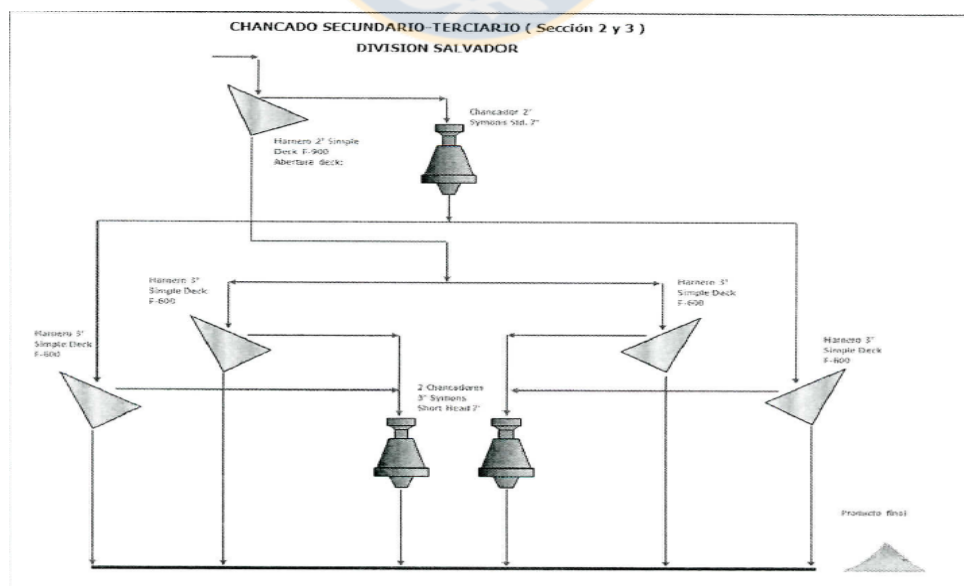 CHANCADO SECUNDARIO-TERCIARIO ( Sección 2 y 3 )
DIVISION SALVADOR
Chancador 2°
Symons Std. 7"
Harnero 2° Simple
Deck F-900
Abertura deck:
Harnero 3°
Simple Deck
F-600
Harnero 3°
Simple Deck
F-600
Harnero 3°
Simple Deck
F-600
Harnero 3°
Simple Deck
F-600
2 Chancadores
3° Symons
Short Head 7'
Producto final